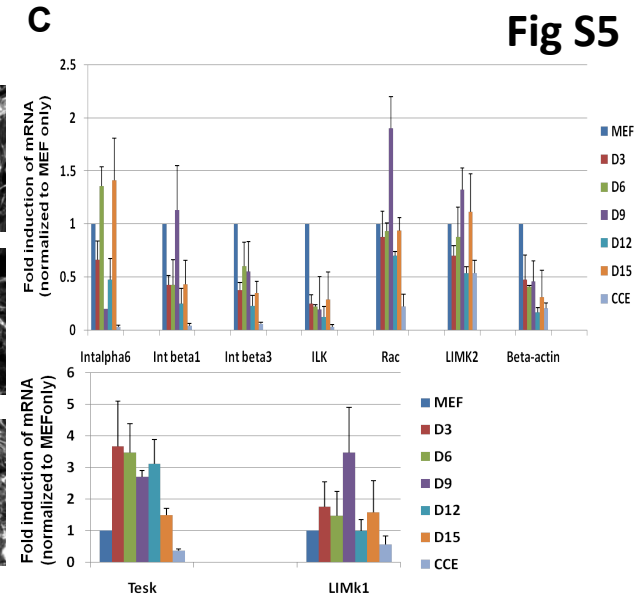 C
Fig S5
Fold induction of mRNA
(normalized to MEF only)
2.5
2
1.5
1
0.5
0
Intalpha6 Int beta1 Int beta3 ILK Rac LIMK2 Beta-actin
MEF
D3
D6
D9
D12
D15
CCE
Fold induction of mRNA
(normalized to MEFonly)
6
5
4
3
2
1
0
Tesk LIMk1
MEF
D3
D6
D9
D12
D15
CCE